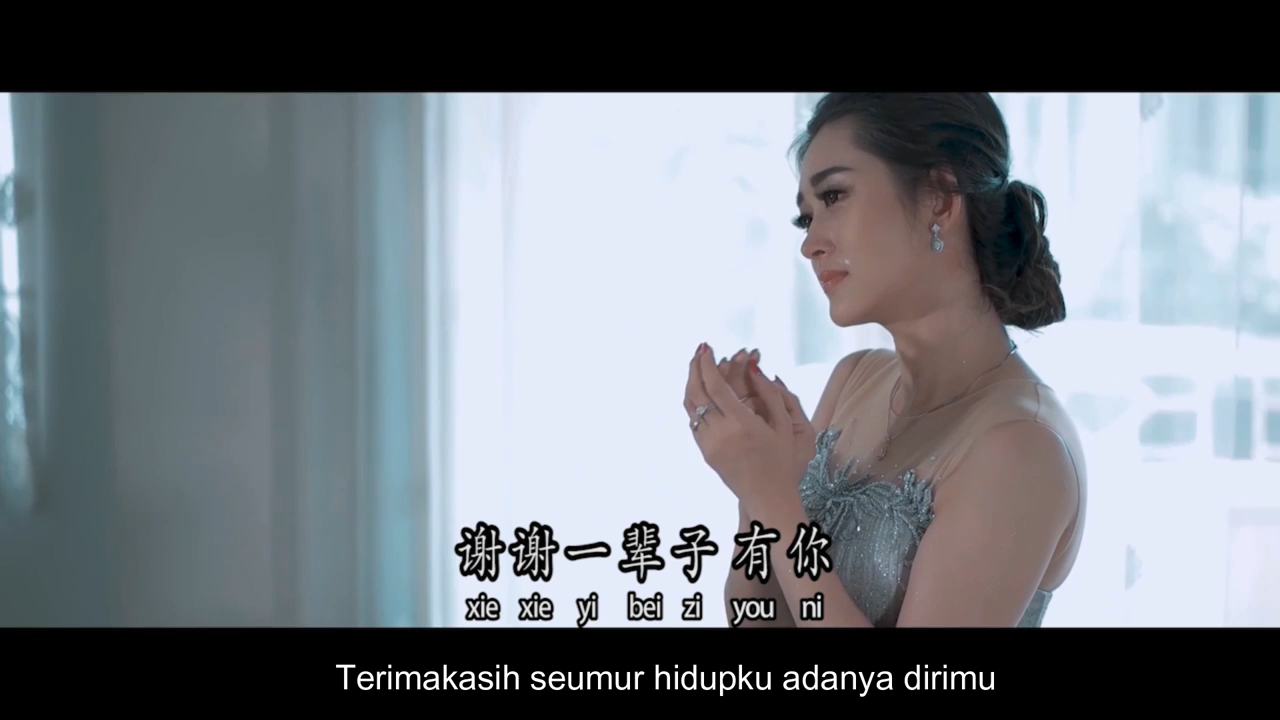 谢谢一辈子有你
xie xie yi bei zi you ni
Terimakasih seumur hidupku adanya dirimu